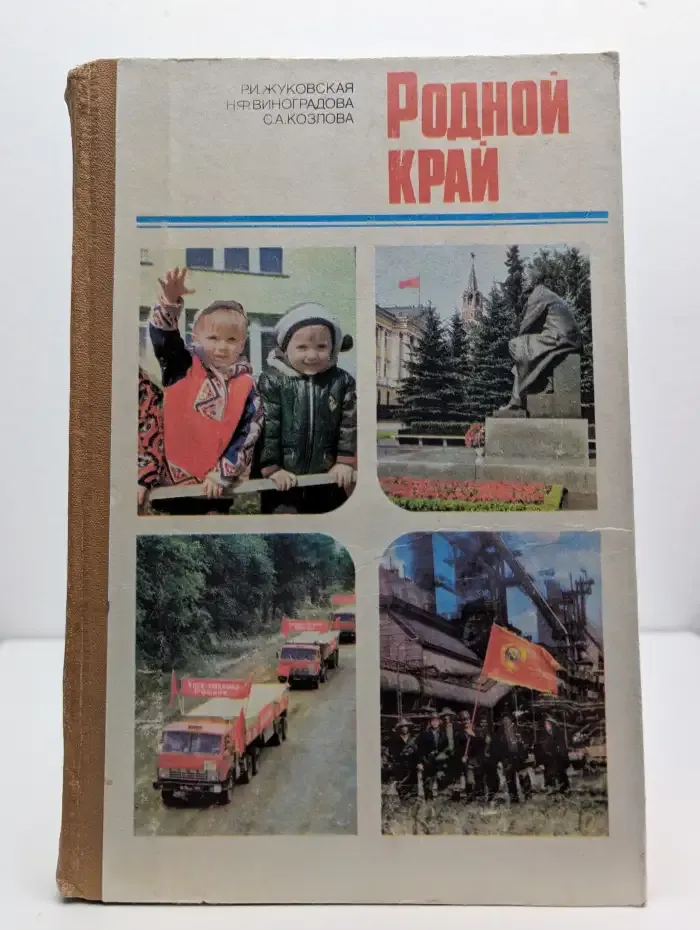 Р.И.ЖУКОВСКАЯ
Н.Ф.ВИНОГРАДОВА
С.А.КОЗЛОВА
РОДНОЙ
КРАЙ